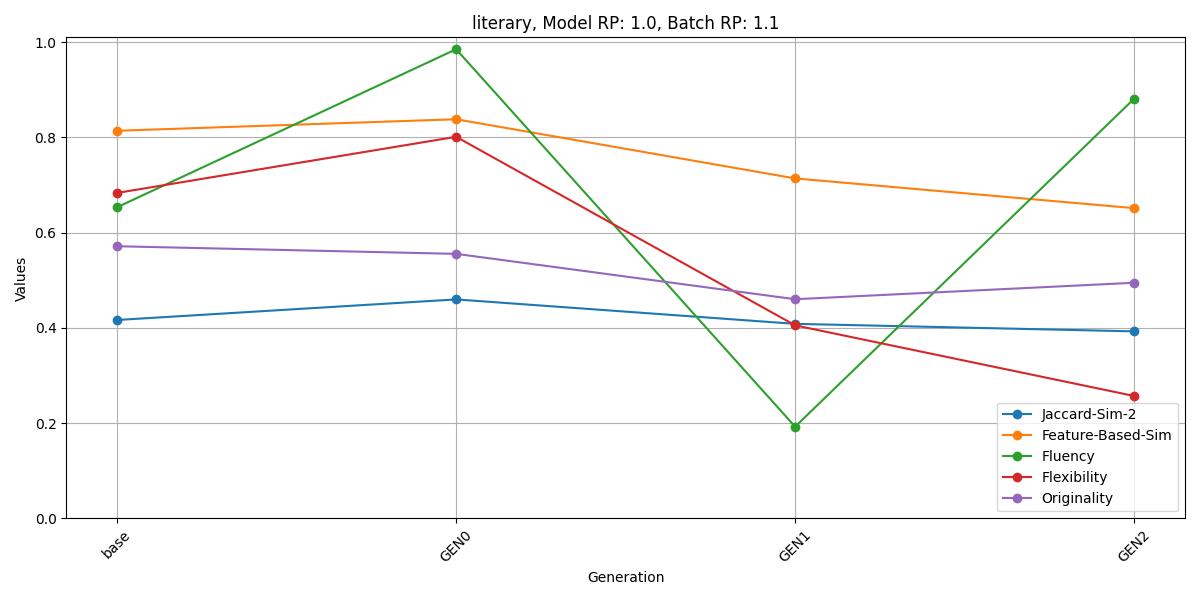 literary, Model RP: 1.0, Batch RP: 1.1
1.0
0.8
0.6
0.4
0.2
0.0
Values
base
GEN0
GEN1
GEN2
Generation
Jaccard-Sim-2
Feature-Based-Sim
Fluency
Flexibility
Originality